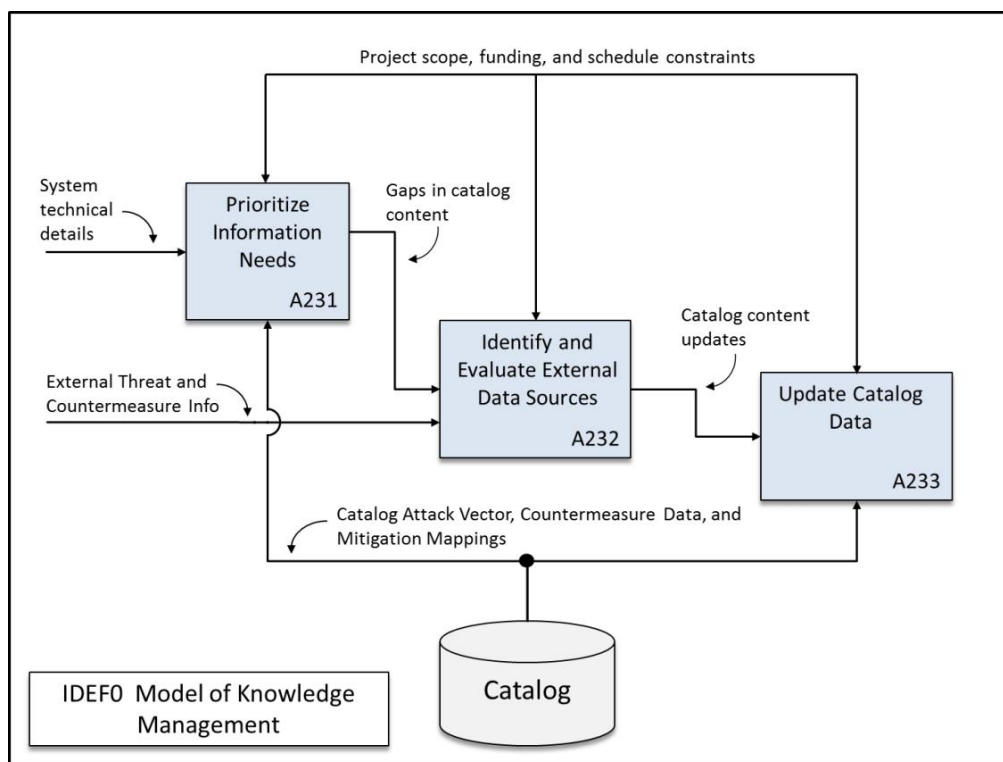 Project scope, funding, and schedule constraints
System
technical
details
Prioritize
Information
Needs
A231
Gaps in catalog
content
Identify and
Evaluate External
Data Sources
A232
Catalog content
updates
External Threat and
Countermeasure Info
Update Catalog
Data
A233
Catalog Attack Vector, Countermeasure Data, and
Mitigation Mappings
Catalog
IDEF0 Model of Knowledge
Management